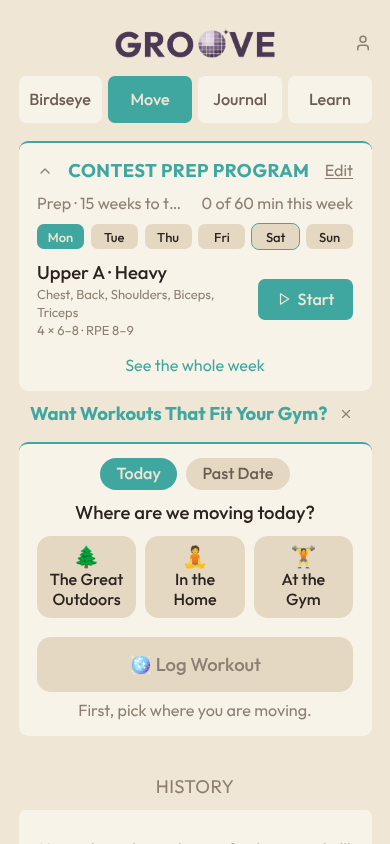 GROOVE
Birdseye
Move
Journal
Learn
CONTEST PREP PROGRAM
Edit
Prep · 15 weeks to t...
0 of 60 min this week
Mon
Tue
Thu
Fri
Sat
Sun
Upper A · Heavy
Chest, Back, Shoulders, Biceps,
Triceps
4 × 6–8 · RPE 8–9
Start
See the whole week
Want Workouts That Fit Your Gym?
Today
Past Date
Where are we moving today?
The Great
Outdoors
In the
Home
At the
Gym
Log Workout
First, pick where you are moving.
HISTORY